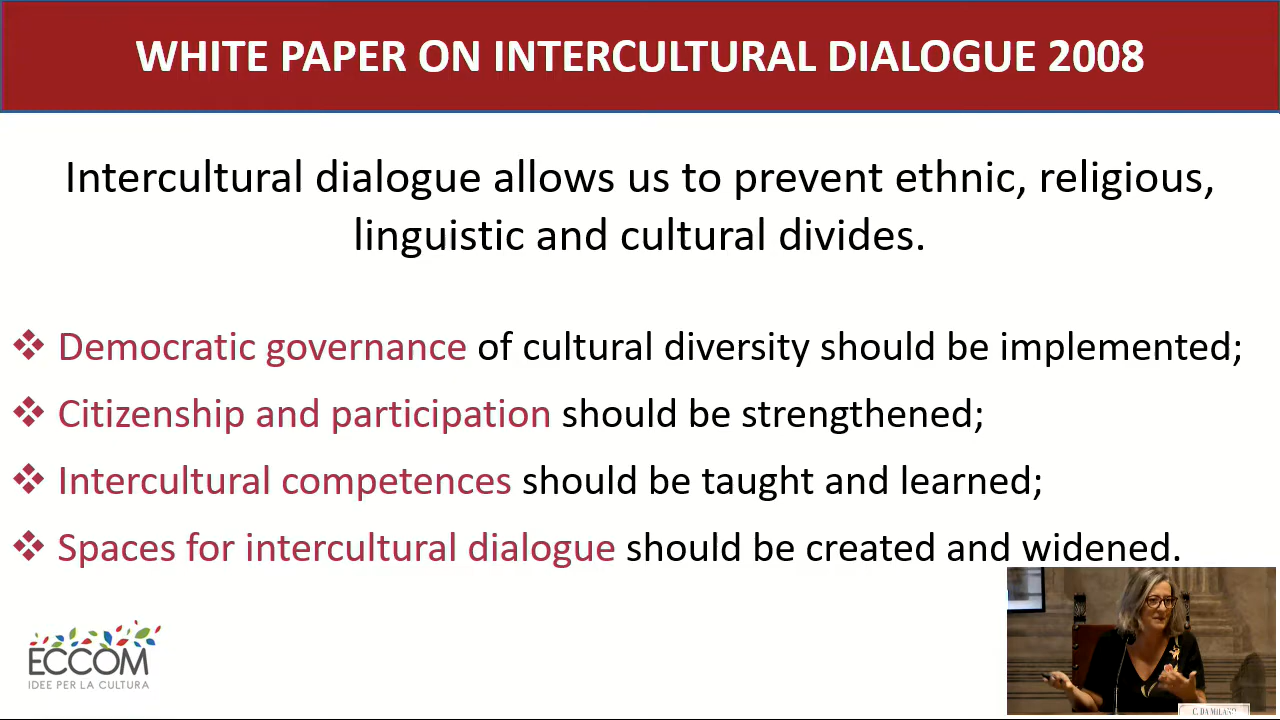 WHITE PAPER ON INTERCULTURAL DIALOGUE 2008
Intercultural dialogue allows us to prevent ethnic, religious,
linguistic and cultural divides.
❖ Democratic governance of cultural diversity should be implemented;
❖ Citizenship and participation should be strengthened;
❖ Intercultural competences should be taught and learned;
❖ Spaces for intercultural dialogue should be created and widened.
ECCOM
IDEE PER LA CULTURA
C. DA MILANO